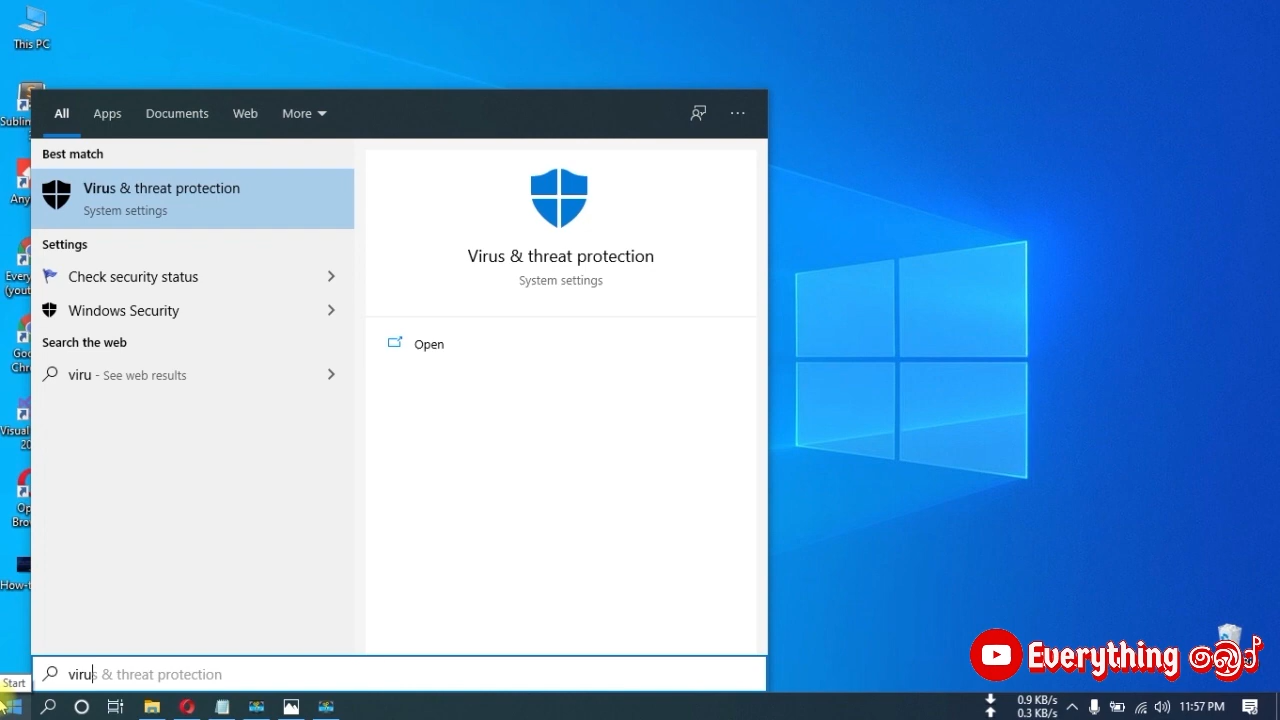 This PC
All
Apps
Documents
Web
More
Best match
Virus & threat protection
System settings
Settings
Check security status
Windows Security
Search the web
viru - See web results
Virus & threat protection
System settings
Open
virus & threat protection
Start
Everything බෝ
0.9 KB/s
0.3 KB/s
11:57 PM